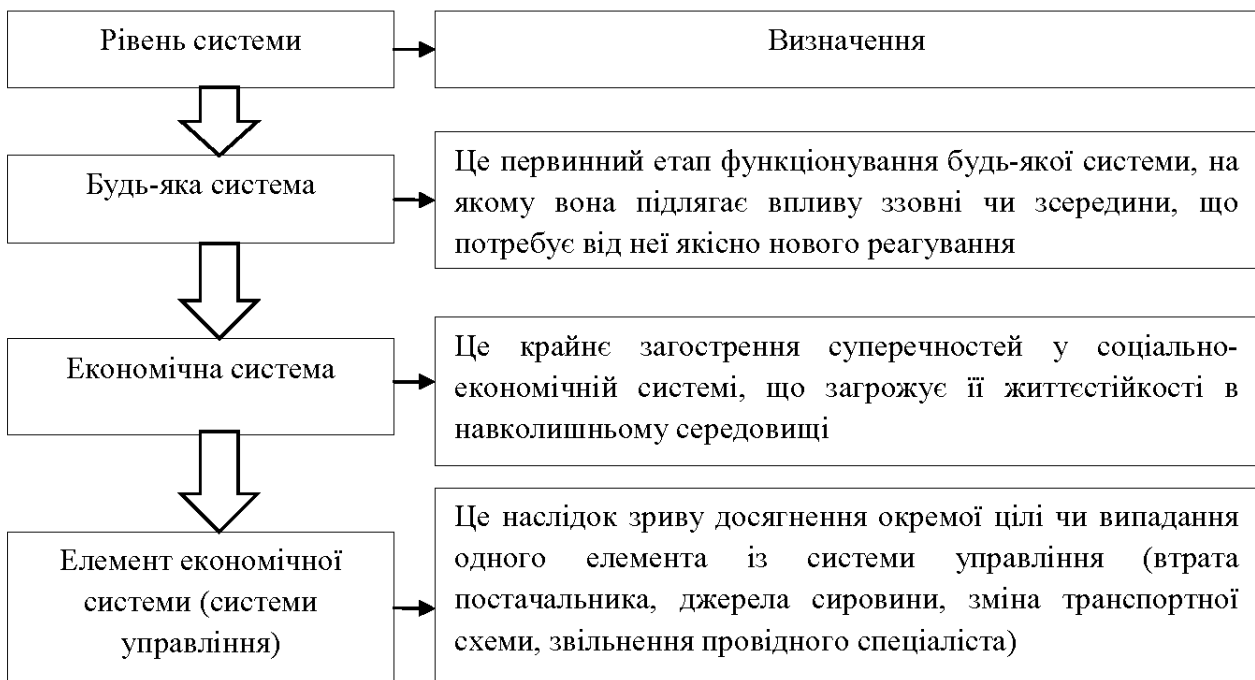 Рівень системи
Визначення
Будь-яка система
Це первинний етап функціонування будь-якої системи, на
якому вона підлягає впливу ззовні чи зсередини, що
потребує від неї якісно нового реагування
Економічна система
Це крайнє загострення суперечностей у соціально-
економічній системі, що загрожує її життєстійкості в
навколишньому середовищі
Елемент економічної
системи (системи
управління)
Це наслідок зриву досягнення окремої цілі чи випадання
одного елемента із системи управління (втрата
постачальника, джерела сировини, зміна транспортної
схеми, звільнення провідного спеціаліста)